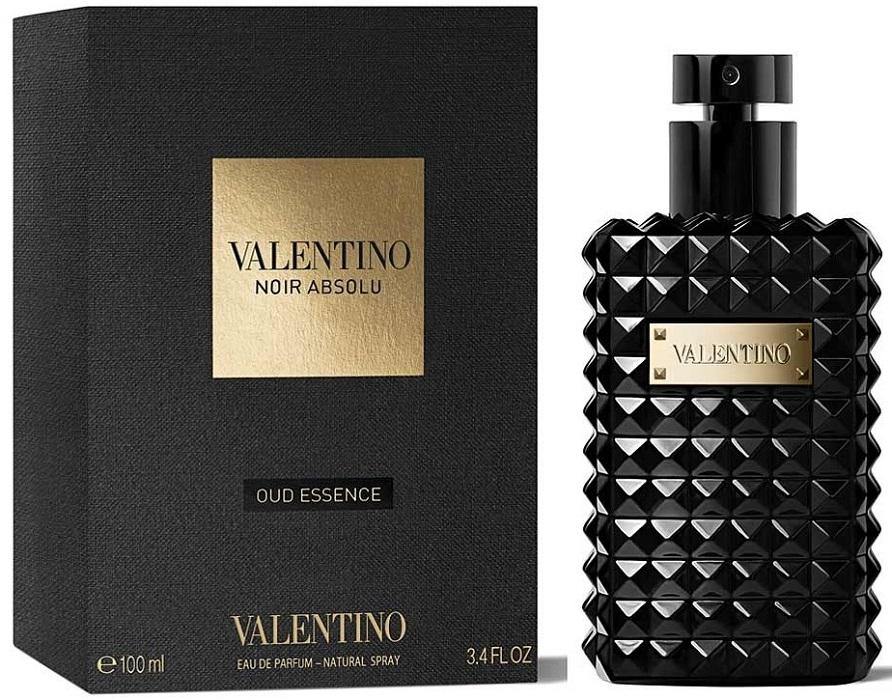 VALENTINO
NOIR ABSOLU
OUD ESSENCE
VALENTINO
EAU DE PARFUM – NATURAL SPRAY
℮ 100 ml
3.4 FL OZ
VALENTINO